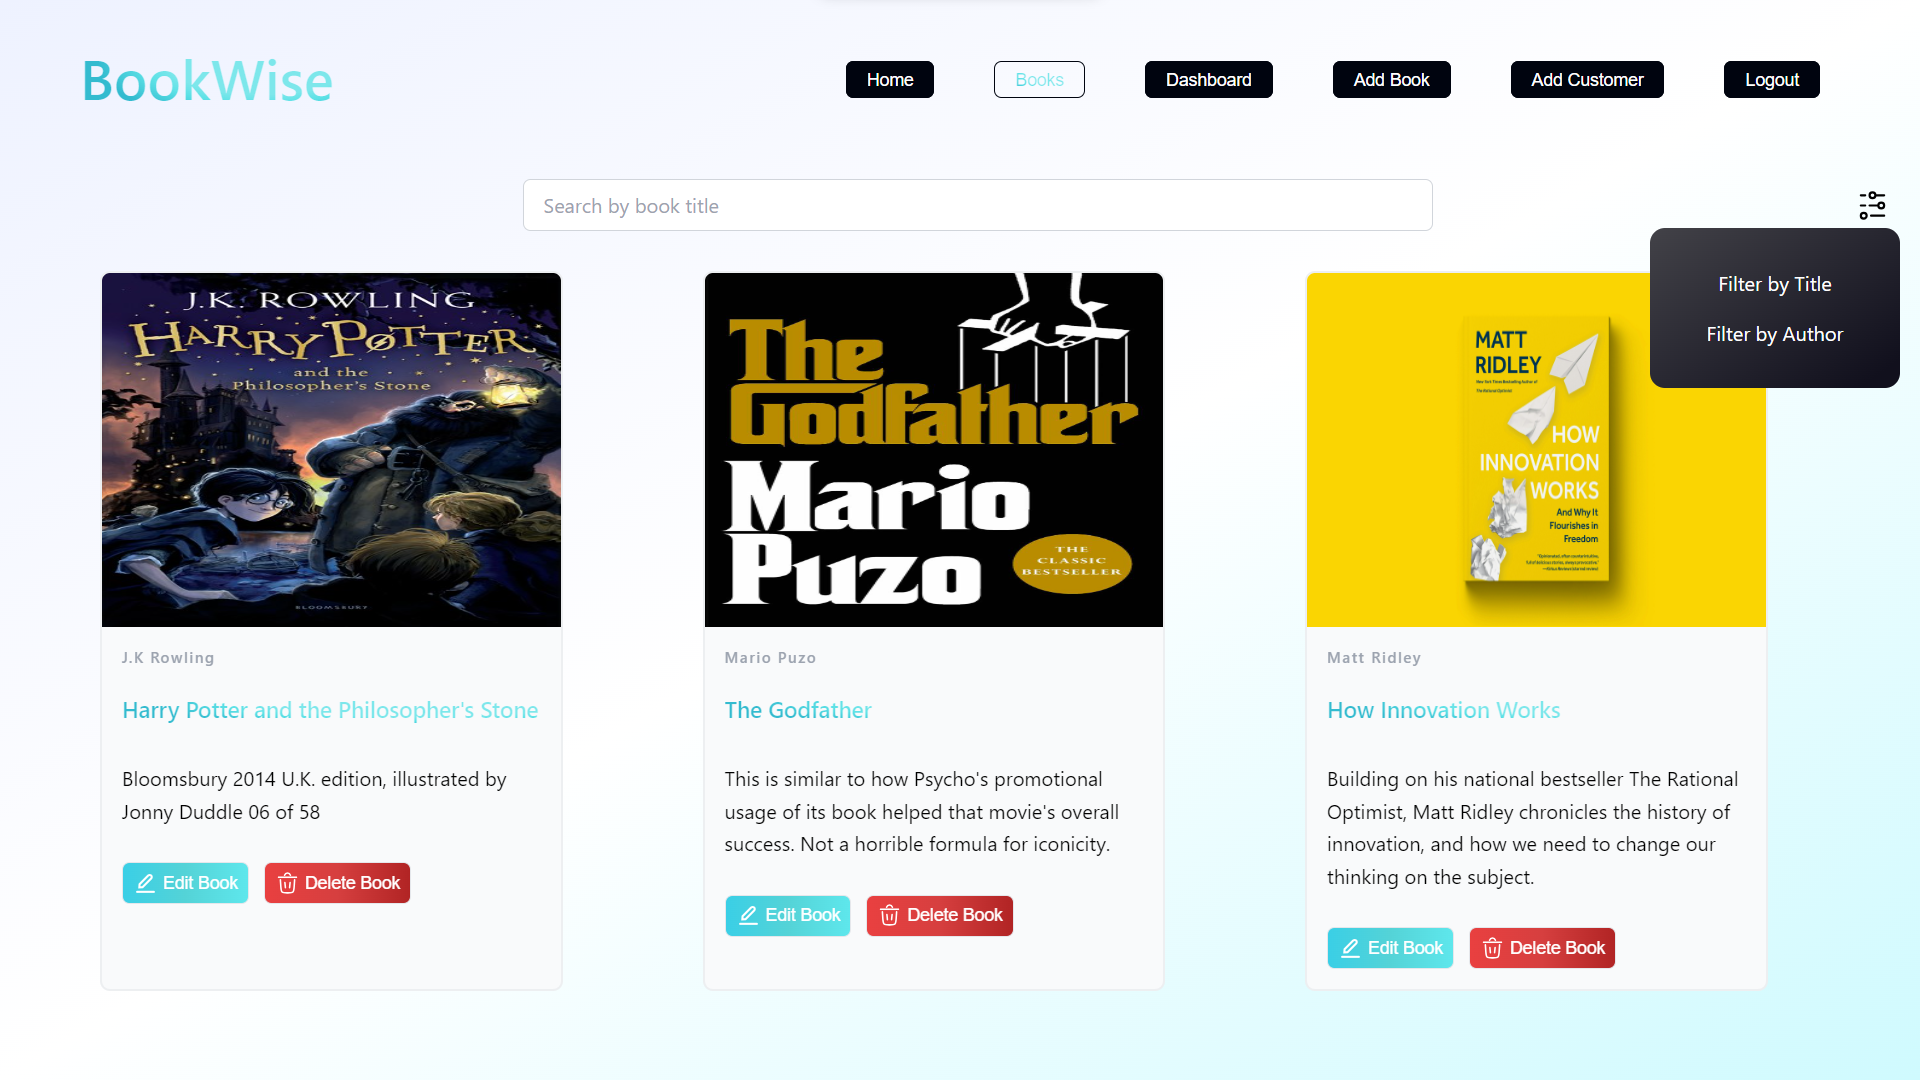 BookWise
Home
Books
Dashboard
Add Book
Add Customer
Logout
Search by book title
Filter by Title
Filter by Author
J.K. ROWLING
HARRY POTTER
and the
Philosopher's Stone
BLOOMSBURY
J.K Rowling
Harry Potter and the Philosopher's Stone
Bloomsbury 2014 U.K. edition, illustrated by
Jonny Duddle 06 of 58
Edit Book
Delete Book
The
Godfather
Mario
Puzo
THE
CLASSIC
BESTSELLER
Mario Puzo
The Godfather
This is similar to how Psycho's promotional
usage of its book helped that movie's overall
success. Not a horrible formula for iconicity.
Edit Book
Delete Book
MATT
RIDLEY
HOW
INNOVATION
WORKS
And Why It
Flourishes in
Freedom
Matt Ridley
How Innovation Works
Building on his national bestseller The Rational
Optimist, Matt Ridley chronicles the history of
innovation, and how we need to change our
thinking on the subject.
Edit Book
Delete Book